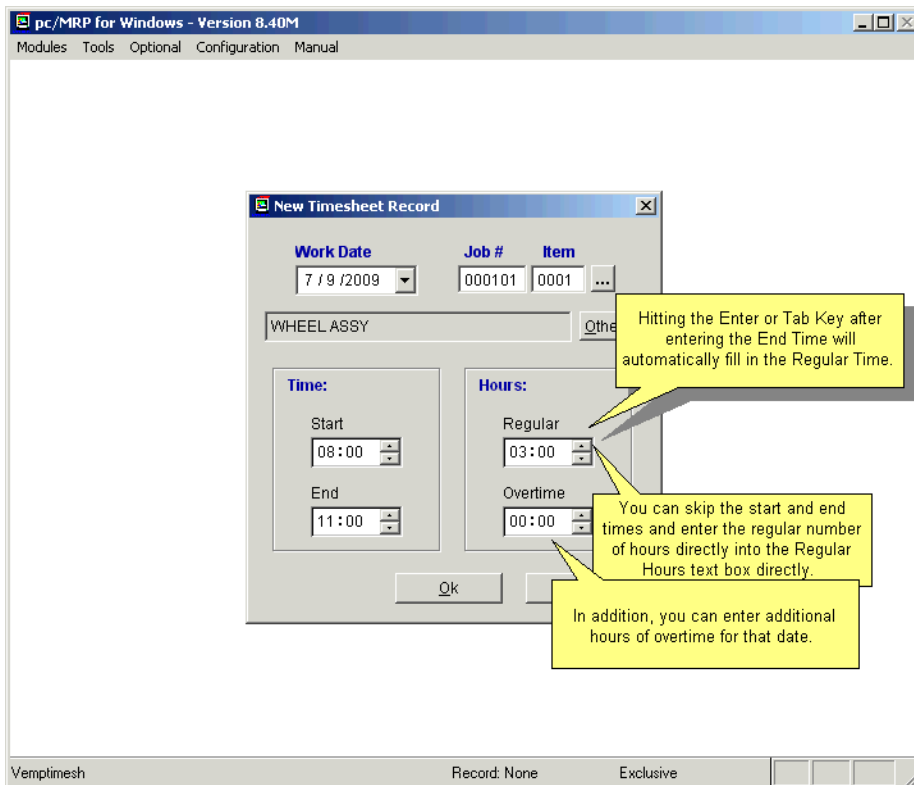 pc/MRP for Windows - Version 8.40M
Modules Tools Optional Configuration Manual
New Timesheet Record
Work Date Job # Item
7 / 9 /2009 000101 0001 ...
WHEEL ASSY
Hitting the Enter or Tab Key after
entering the End Time will
automatically fill in the Regular Time.
Time: Hours:
Start Regular
08:00 03:00
End Overtime
11:00 00:00
You can skip the start and end
times and enter the regular number
of hours directly into the Regular
Hours text box directly.
Ok
In addition, you can enter additional
hours of overtime for that date.
Vemptimesh Record: None Exclusive